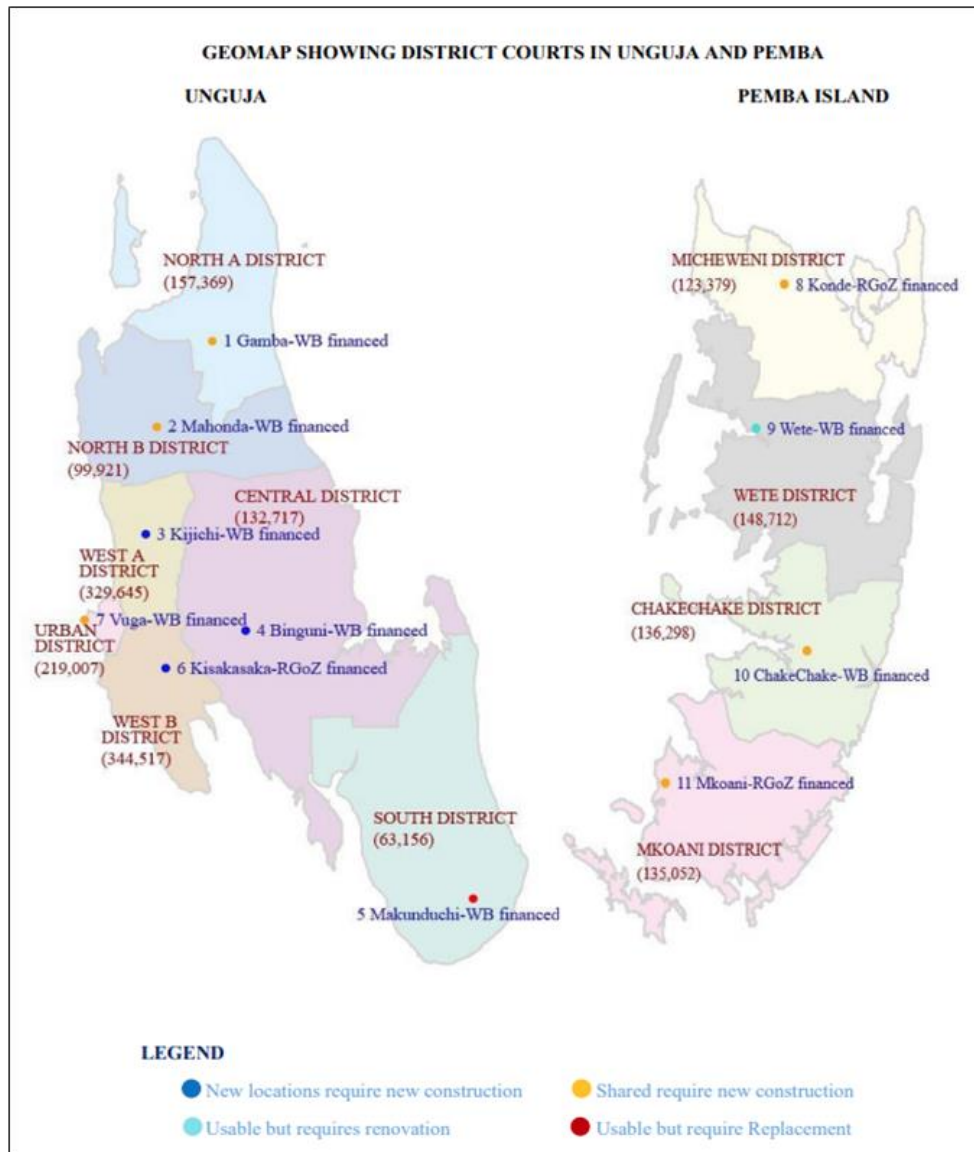 GEOMAP SHOWING DISTRICT COURTS IN UNGUJA AND PEMBA
UNGUJA
PEMBA ISLAND
NORTH A DISTRICT
(157,369)
1 Gamba-WB financed
2 Mahonda-WB financed
NORTH B DISTRICT
(99,921)
CENTRAL DISTRICT
(132,717)
3 Kijichi-WB financed
WEST A
DISTRICT
(329,645)
7 Vuga-WB financed
URBAN
DISTRICT
(219,007)
4 Binguni-WB financed
6 Kisakasaka-RGoZ financed
WEST B
DISTRICT
(344,517)
SOUTH DISTRICT
(63,156)
5 Makunduchi-WB financed
MICHEWENI DISTRICT
(123,379)
8 Konde-RGoZ financed
9 Wete-WB financed
WETE DISTRICT
(148,712)
CHAKECHAKE DISTRICT
(136,298)
10 ChakeChake-WB financed
11 Mkoani-RGoZ financed
MKOANI DISTRICT
(135,052)
LEGEND
New locations require new construction
Shared require new construction
Usable but requires renovation
Usable but require Replacement